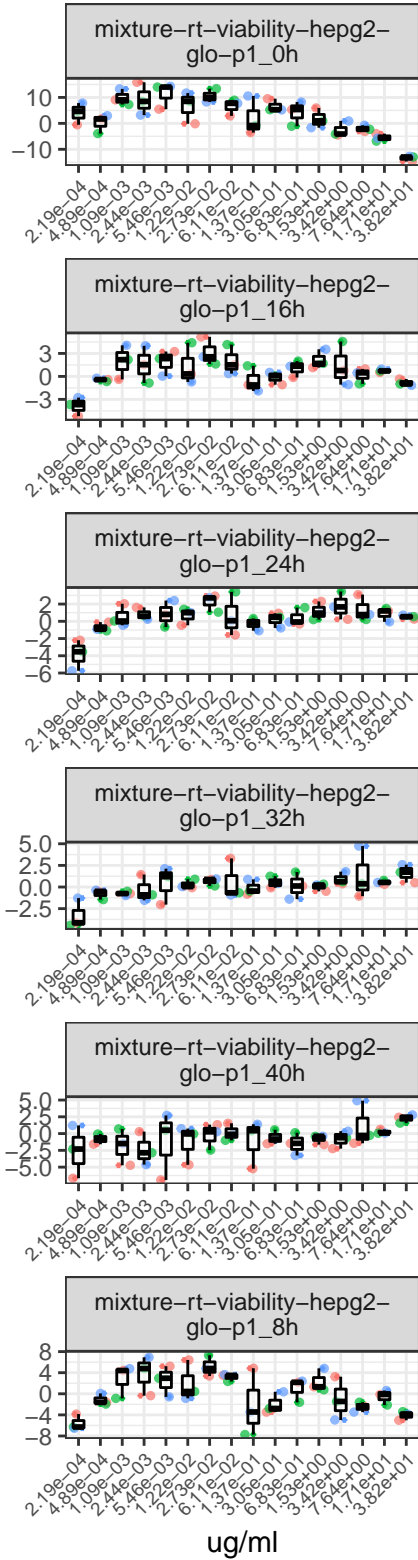 mixture−rt−viability−hepg2−
glo−p1_0h
10
0
−10
2.19e−04
4.89e−04
1.09e−03
2.44e−03
5.46e−03
1.22e−02
2.73e−02
6.11e−02
1.37e−01
3.05e−01
6.83e−01
1.53e+00
3.42e+00
7.64e+00
1.71e+01
3.82e+01
mixture−rt−viability−hepg2−
glo−p1_16h
3
0
−3
2.19e−04
4.89e−04
1.09e−03
2.44e−03
5.46e−03
1.22e−02
2.73e−02
6.11e−02
1.37e−01
3.05e−01
6.83e−01
1.53e+00
3.42e+00
7.64e+00
1.71e+01
3.82e+01
mixture−rt−viability−hepg2−
glo−p1_24h
2
0
−2
−4
−6
2.19e−04
4.89e−04
1.09e−03
2.44e−03
5.46e−03
1.22e−02
2.73e−02
6.11e−02
1.37e−01
3.05e−01
6.83e−01
1.53e+00
3.42e+00
7.64e+00
1.71e+01
3.82e+01
mixture−rt−viability−hepg2−
glo−p1_32h
5.0
2.5
0.0
−2.5
2.19e−04
4.89e−04
1.09e−03
2.44e−03
5.46e−03
1.22e−02
2.73e−02
6.11e−02
1.37e−01
3.05e−01
6.83e−01
1.53e+00
3.42e+00
7.64e+00
1.71e+01
3.82e+01
mixture−rt−viability−hepg2−
glo−p1_40h
5.0
2.5
0.0
−2.5
−5.0
2.19e−04
4.89e−04
1.09e−03
2.44e−03
5.46e−03
1.22e−02
2.73e−02
6.11e−02
1.37e−01
3.05e−01
6.83e−01
1.53e+00
3.42e+00
7.64e+00
1.71e+01
3.82e+01
mixture−rt−viability−hepg2−
glo−p1_8h
8
4
0
−4
−8
2.19e−04
4.89e−04
1.09e−03
2.44e−03
5.46e−03
1.22e−02
2.73e−02
6.11e−02
1.37e−01
3.05e−01
6.83e−01
1.53e+00
3.42e+00
7.64e+00
1.71e+01
3.82e+01
ug/ml